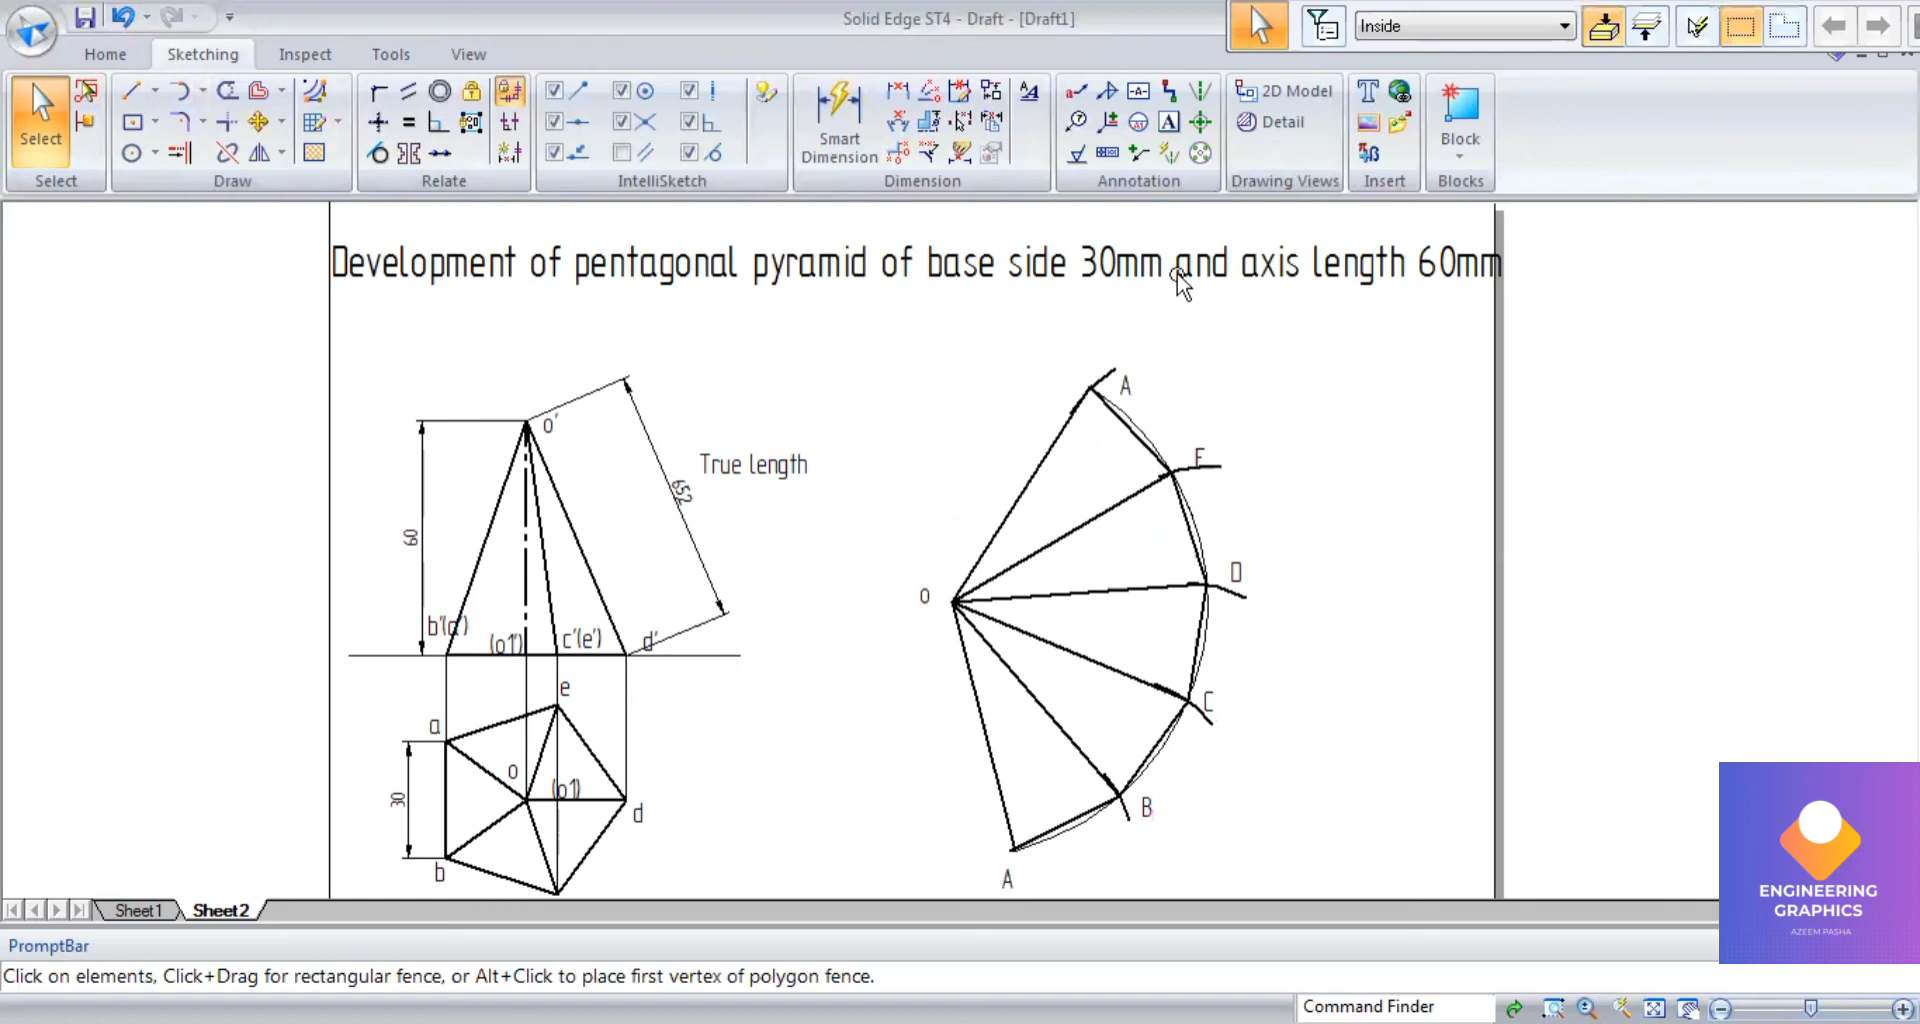 Solid Edge ST4 - Draft - [Draft1]
Inside
Home Sketching Inspect Tools View
Select
Smart Dimension
2D Model
Detail
Block
Select Draw Relate IntelliSketch Dimension Annotation Drawing Views Insert Blocks
Development of pentagonal pyramid of base side 30mm and axis length 60mm
A
o'
F
True length
652
60
D
o
b'(a')
(o1')
c'(e')
d'
e
C
a
o
(o1)
30
d
B
b
A
ENGINEERING
GRAPHICS
AZEEM PASHA
Sheet1 Sheet2
PromptBar
Click on elements, Click+Drag for rectangular fence, or Alt+Click to place first vertex of polygon fence.
Command Finder